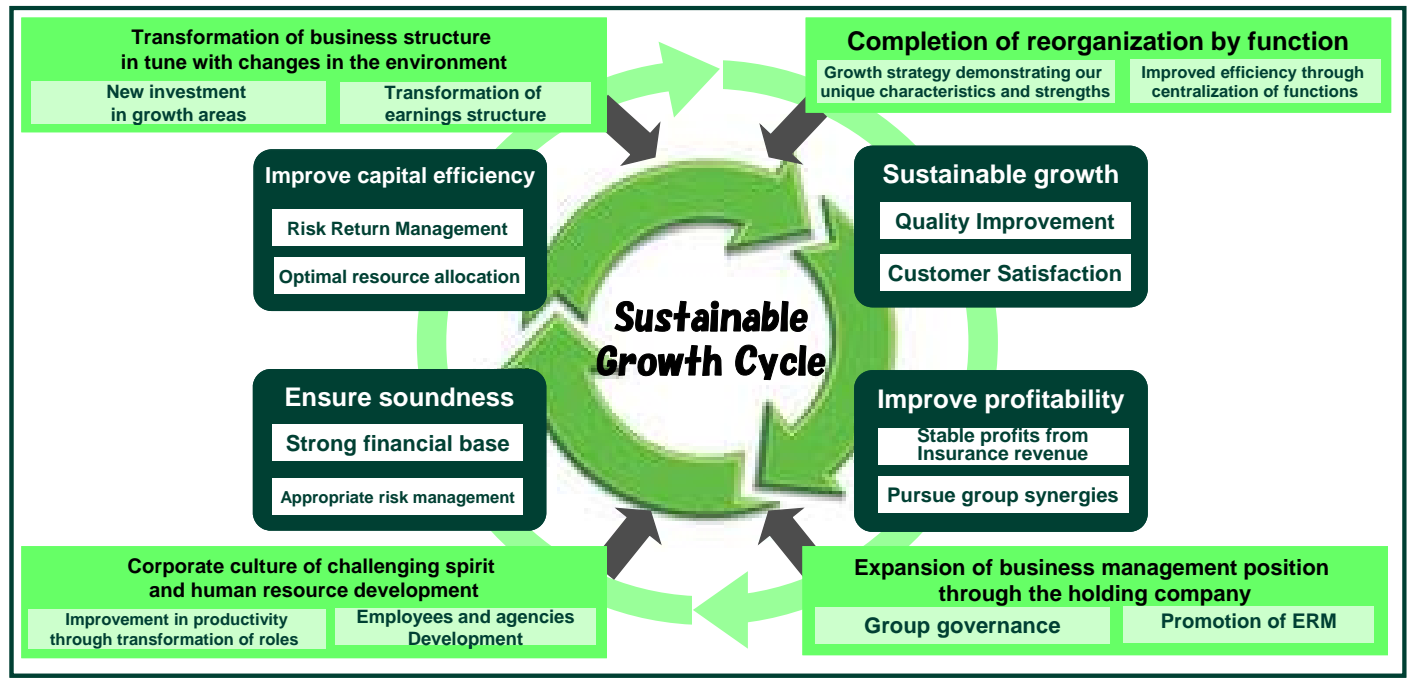 Transformation of business structure
in tune with changes in the environment
New investment
in growth areas
Transformation of
earnings structure
Completion of reorganization by function
Growth strategy demonstrating our
unique characteristics and strengths
Improved efficiency through
centralization of functions
Improve capital efficiency
Risk Return Management
Optimal resource allocation
Sustainable growth
Quality Improvement
Customer Satisfaction
Sustainable
Growth Cycle
Ensure soundness
Strong financial base
Appropriate risk management
Improve profitability
Stable profits from
Insurance revenue
Pursue group synergies
Corporate culture of challenging spirit
and human resource development
Improvement in productivity
through transformation of roles
Employees and agencies
Development
Expansion of business management position
through the holding company
Group governance
Promotion of ERM